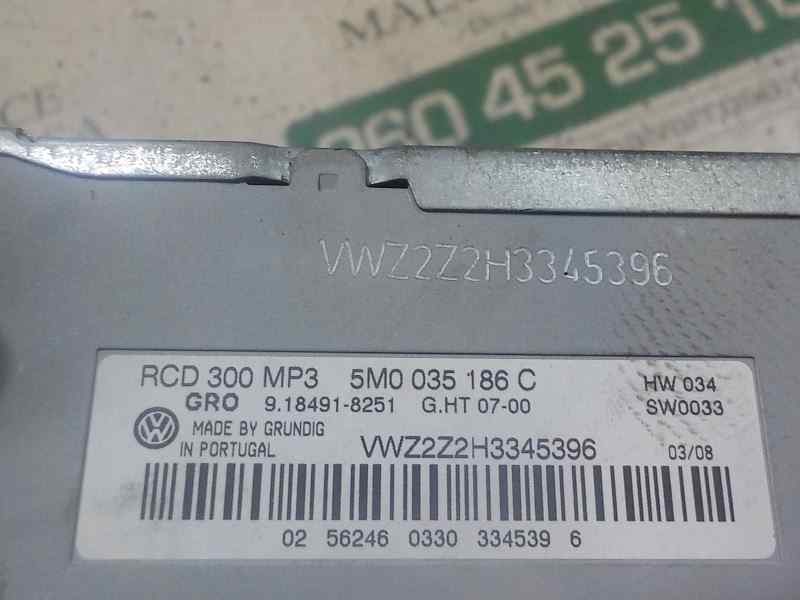 960 45 25 10
VWZ2Z2H3345396
RCD 300 MP3 5M0 035 186 C HW 034
GRO 9.18491-8251 G.HT 07-00 SW0033
MADE BY GRUNDIG
IN PORTUGAL VWZ2Z2H3345396 03/08
02 56246 0330 334539 6